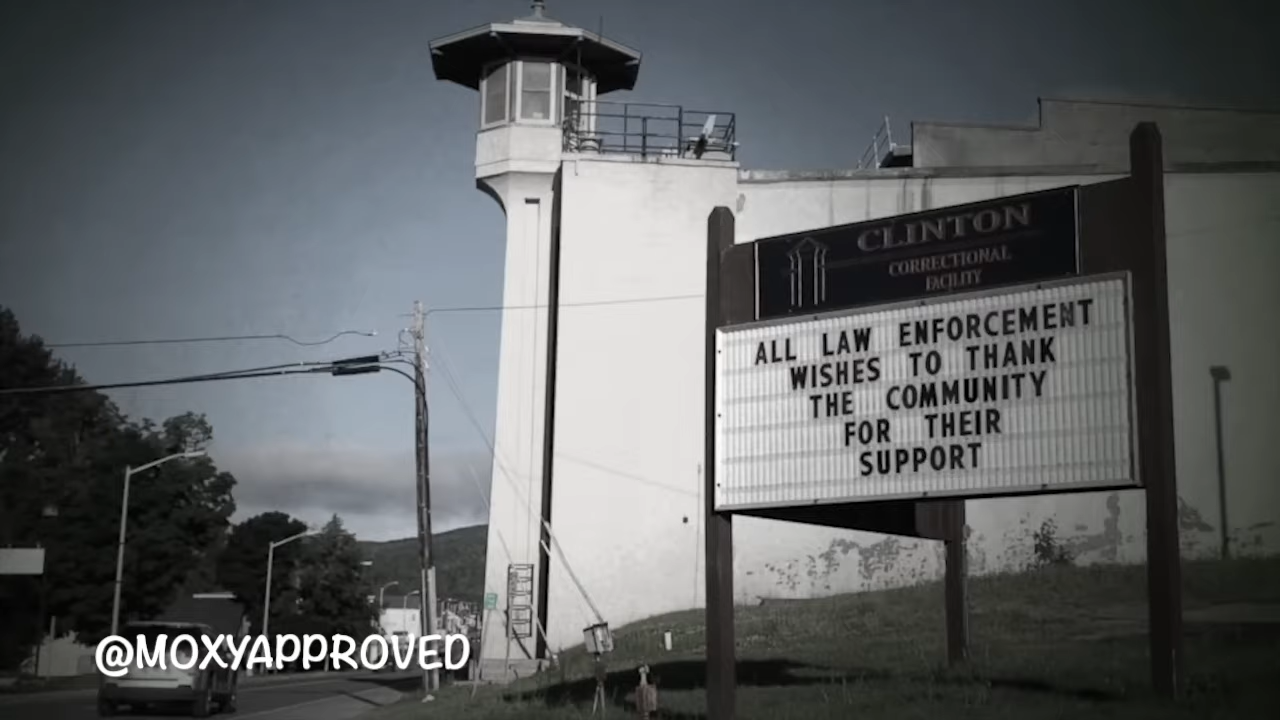 CLINTON
CORRECTIONAL
FACILITY
ALL LAW ENFORCEMENT
WISHES TO THANK
THE COMMUNITY
FOR THEIR
SUPPORT
@MOXYAPPROVED